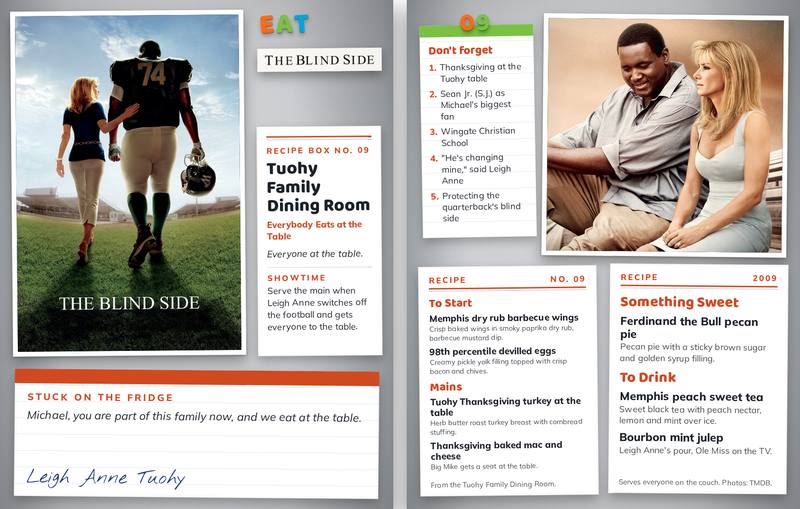 EAT
THE BLIND SIDE
74
THE BLIND SIDE
RECIPE BOX NO. 09
Tuohy
Family
Dining Room
Everybody Eats at the
Table
Everyone at the table.
SHOWTIME
Serve the main when
Leigh Anne switches off
the football and gets
everyone to the table.
STUCK ON THE FRIDGE
Michael, you are part of this family now, and we eat at the table.
Leigh Anne Tuohy
09
Don't forget
1. Thanksgiving at the
Tuohy table
2. Sean Jr. (S.J.) as
Michael's biggest
fan
3. Wingate Christian
School
4. "He's changing
mine," said Leigh
Anne
5. Protecting the
quarterback's blind
side
RECIPE NO. 09
To Start
Memphis dry rub barbecue wings
Crisp baked wings in smoky paprika dry rub,
barbecue mustard dip.
98th percentile devilled eggs
Creamy pickle yolk filling topped with crisp
bacon and chives.
Mains
Tuohy Thanksgiving turkey at the
table
Herb butter roast turkey breast with cornbread
stuffing.
Thanksgiving baked mac and
cheese
Big Mike gets a seat at the table.
From the Tuohy Family Dining Room.
RECIPE 2009
Something Sweet
Ferdinand the Bull pecan
pie
Pecan pie with a sticky brown sugar
and golden syrup filling.
To Drink
Memphis peach sweet tea
Sweet black tea with peach nectar,
lemon and mint over ice.
Bourbon mint julep
Leigh Anne's pour, Ole Miss on the TV.
Serves everyone on the couch. Photos: TMDB.